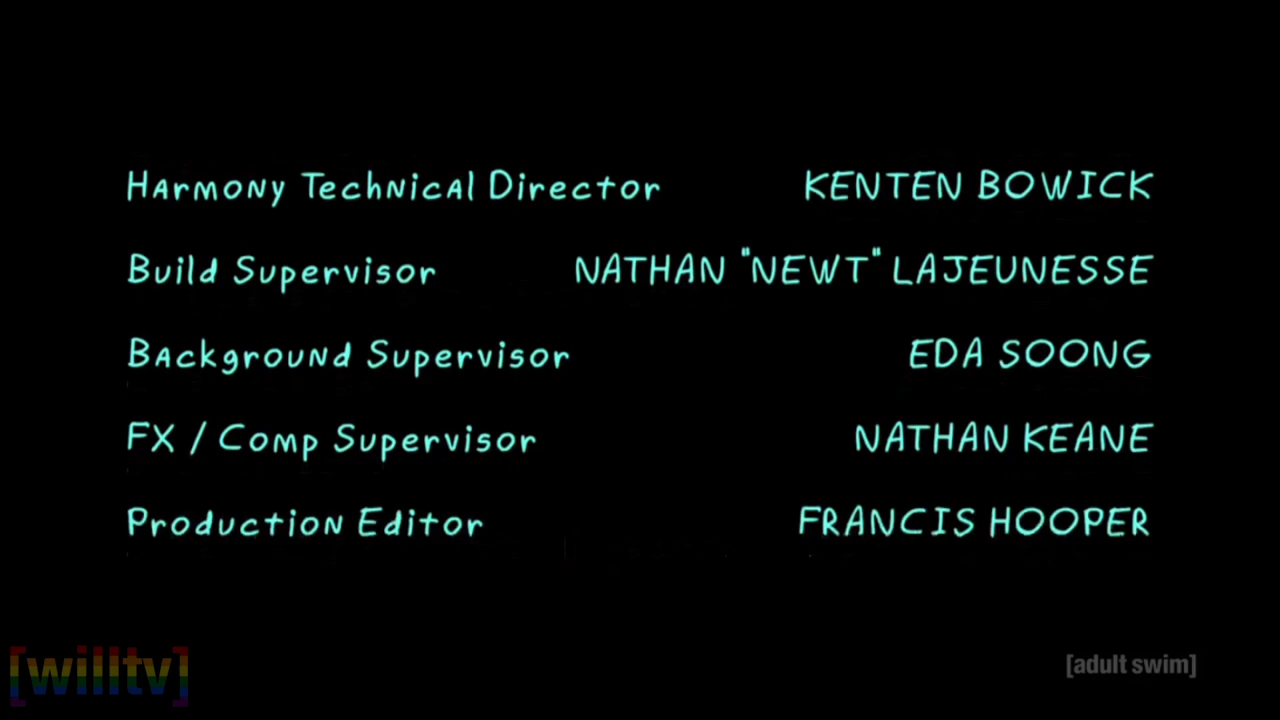 Harmony Technical Director KENTEN BOWICK
Build Supervisor NATHAN "NEWT" LAJEUNESSE
Background Supervisor EDA SOONG
FX / Comp Supervisor NATHAN KEANE
Production Editor FRANCIS HOOPER
[willtv] [adult swim]